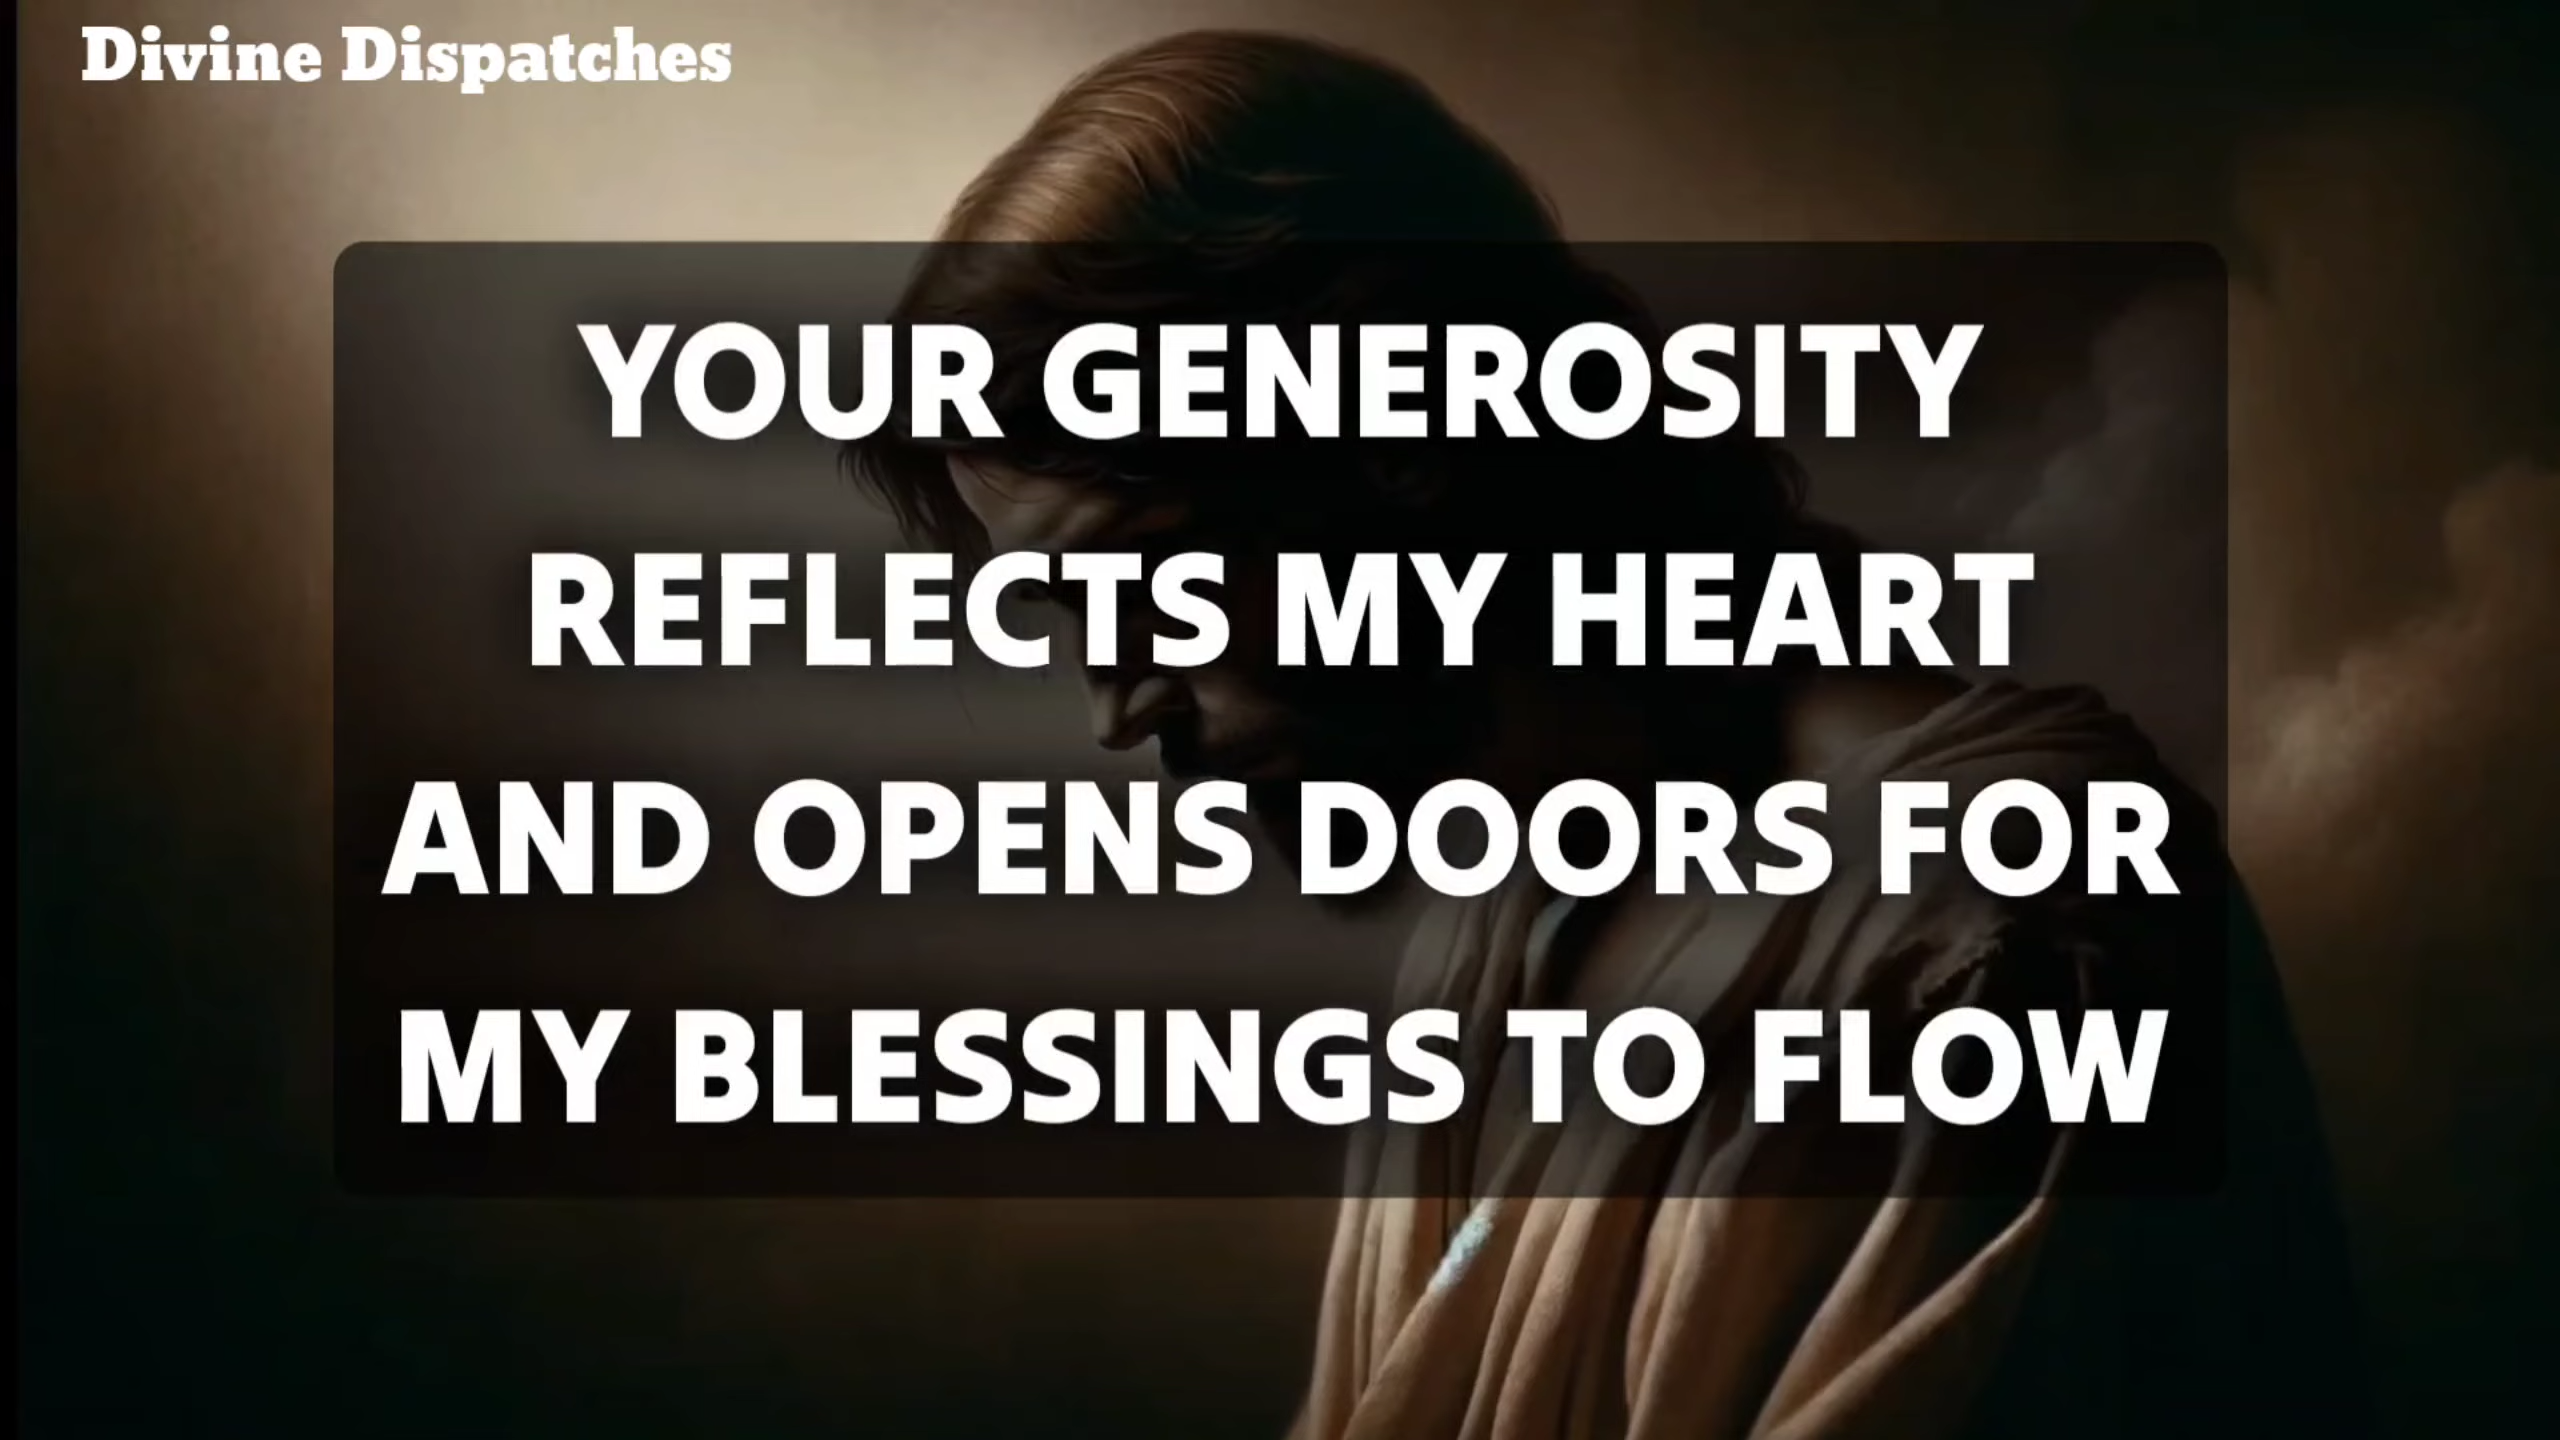 Divine Dispatches
YOUR GENEROSITY
REFLECTS MY HEART
AND OPENS DOORS FOR
MY BLESSINGS TO FLOW